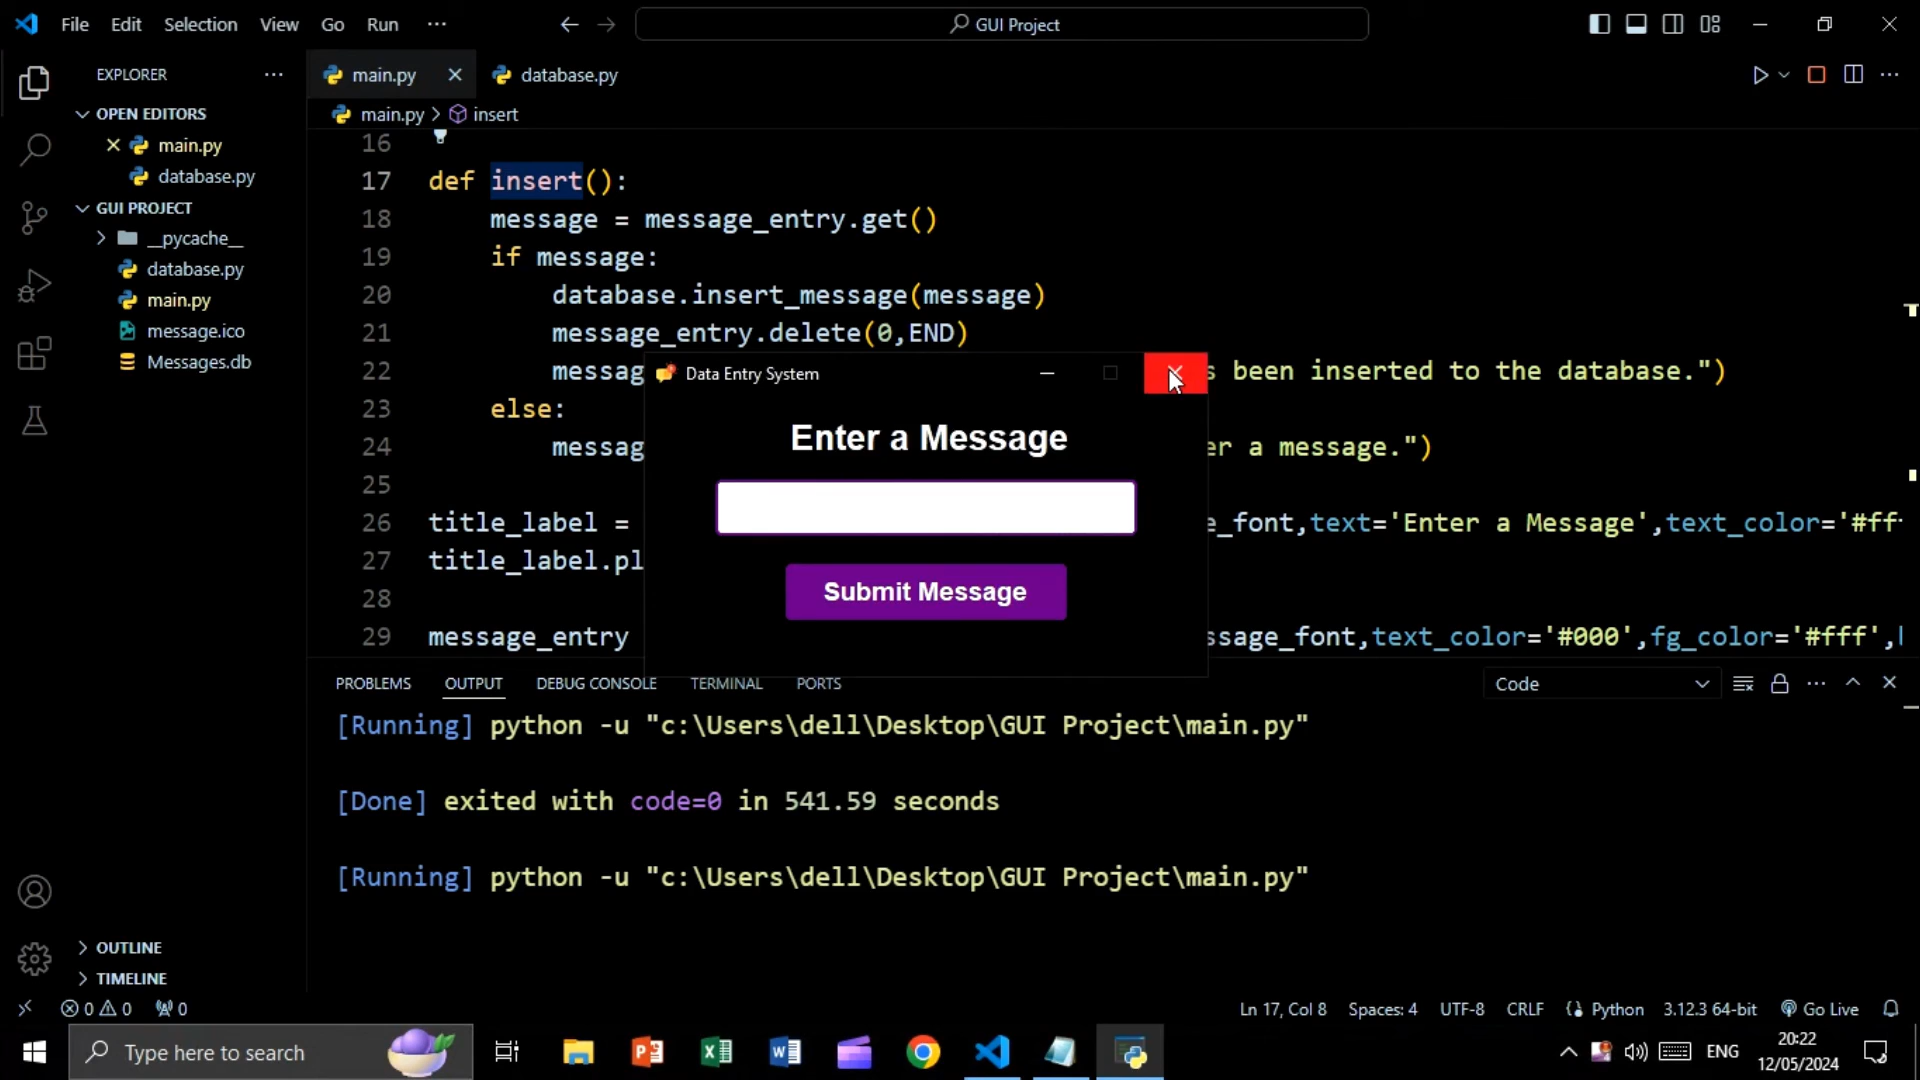 File Edit Selection View Go Run ···
GUI Project
EXPLORER ···
OPEN EDITORS
main.py
database.py
GUI PROJECT
__pycache__
database.py
main.py
message.ico
Messages.db
OUTLINE
TIMELINE
main.py
database.py
main.py > insert
16
17 def insert():
18 message = message_entry.get()
19 if message:
20 database.insert_message(message)
21 message_entry.delete(0,END)
22 messag s been inserted to the database.")
23 else:
24 messag er a message.")
25
26 title_label = e_font,text='Enter a Message',text_color='#ff
27 title_label.pl
28
29 message_entry ssage_font,text_color='#000',fg_color='#fff',
Data Entry System
Enter a Message
Submit Message
PROBLEMS OUTPUT DEBUG CONSOLE TERMINAL PORTS
Code
[Running] python -u "c:\Users\dell\Desktop\GUI Project\main.py"
[Done] exited with code=0 in 541.59 seconds
[Running] python -u "c:\Users\dell\Desktop\GUI Project\main.py"
0 0 0
Ln 17, Col 8 Spaces: 4 UTF-8 CRLF Python 3.12.3 64-bit Go Live
Type here to search
ENG
20:22
12/05/2024